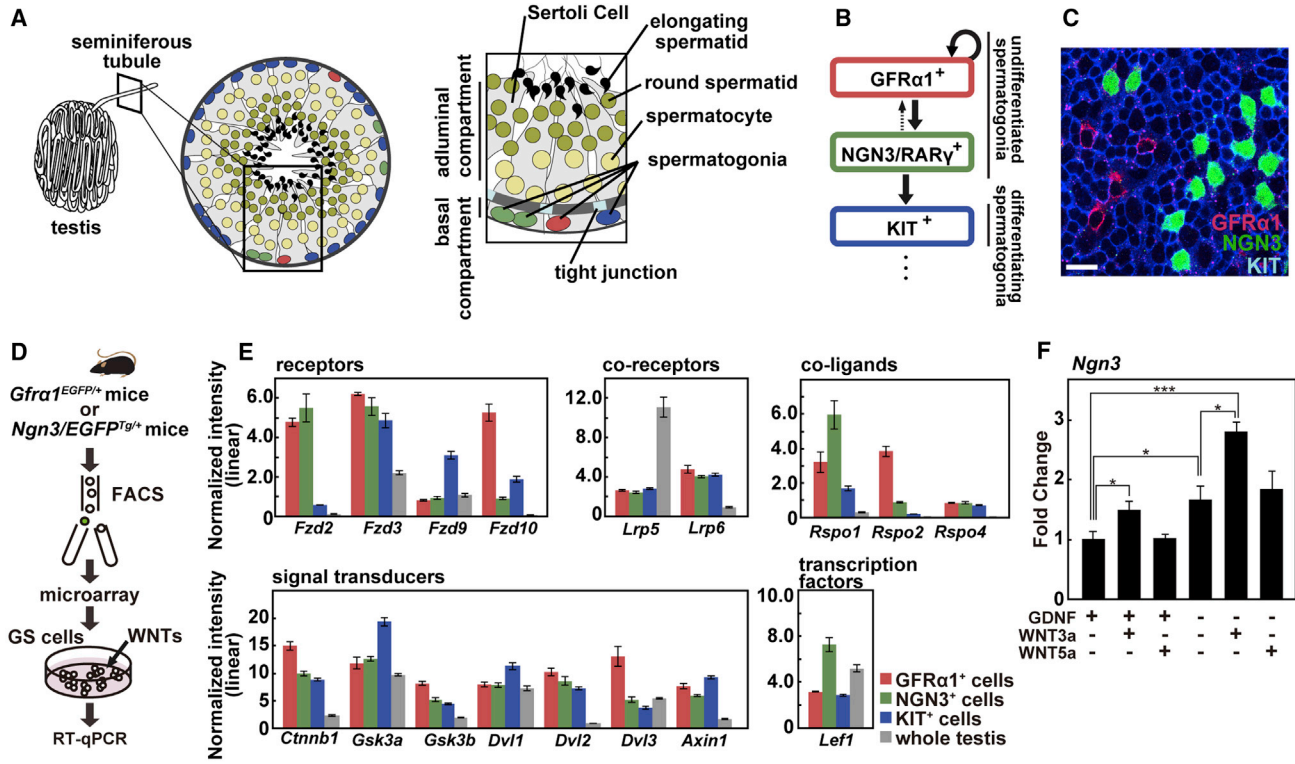 A
seminiferous
tubule
testis
Sertoli Cell
elongating
spermatid
round spermatid
spermatocyte
spermatogonia
tight junction
adluminal
compartment
basal
compartment
B
GFRα1+
NGN3/RARγ+
KIT +
undifferentiated
spermatogonia
differentiating
spermatogonia
C
GFRα1
NGN3
KIT
D
Gfrα1EGFP/+ mice
or
Ngn3/EGFPTg/+ mice
FACS
microarray
GS cells
WNTs
RT-qPCR
E
receptors
Normalized intensity
(linear)
6.0
4.0
2.0
0
Fzd2 Fzd3 Fzd9 Fzd10
co-receptors
12.0
8.0
4.0
0
Lrp5 Lrp6
co-ligands
6.0
4.0
2.0
0
Rspo1 Rspo2 Rspo4
signal transducers
Normalized intensity
(linear)
20
15
10
5
0
Ctnnb1 Gsk3a Gsk3b Dvl1 Dvl2 Dvl3 Axin1
transcription
factors
10.0
8.0
4.0
0
Lef1
GFRα1+ cells
NGN3+ cells
KIT+ cells
whole testis
F
Ngn3
Fold Change
3
2
1
0
***
*
*
*
GDNF + + + - - -
WNT3a - + - - + -
WNT5a - - + - - +